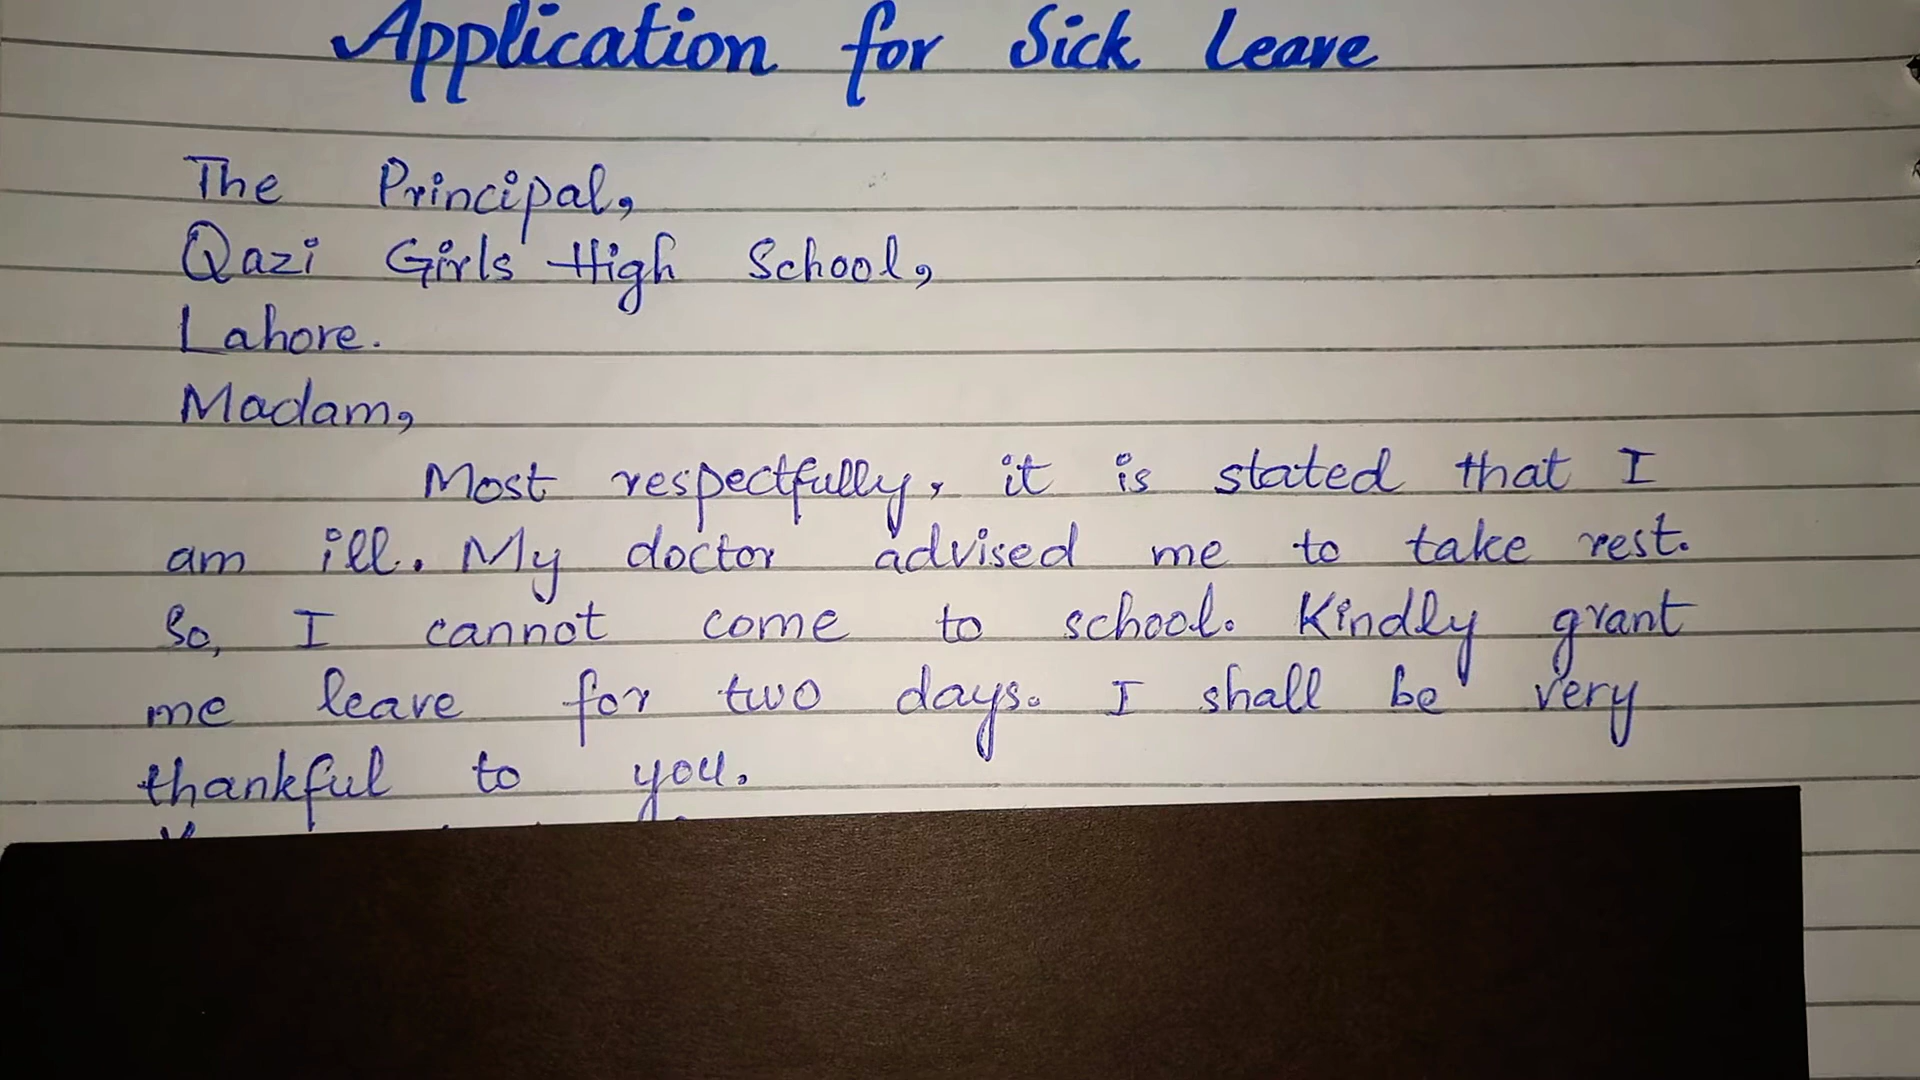 Application for Sick Leave
The Principal,
Qazi Girls High School,
Lahore.
Madam,
Most respectfully, it is stated that I
am ill. My doctor advised me to take rest.
So, I cannot come to school. Kindly grant
me leave for two days. I shall be very
thankful to you.